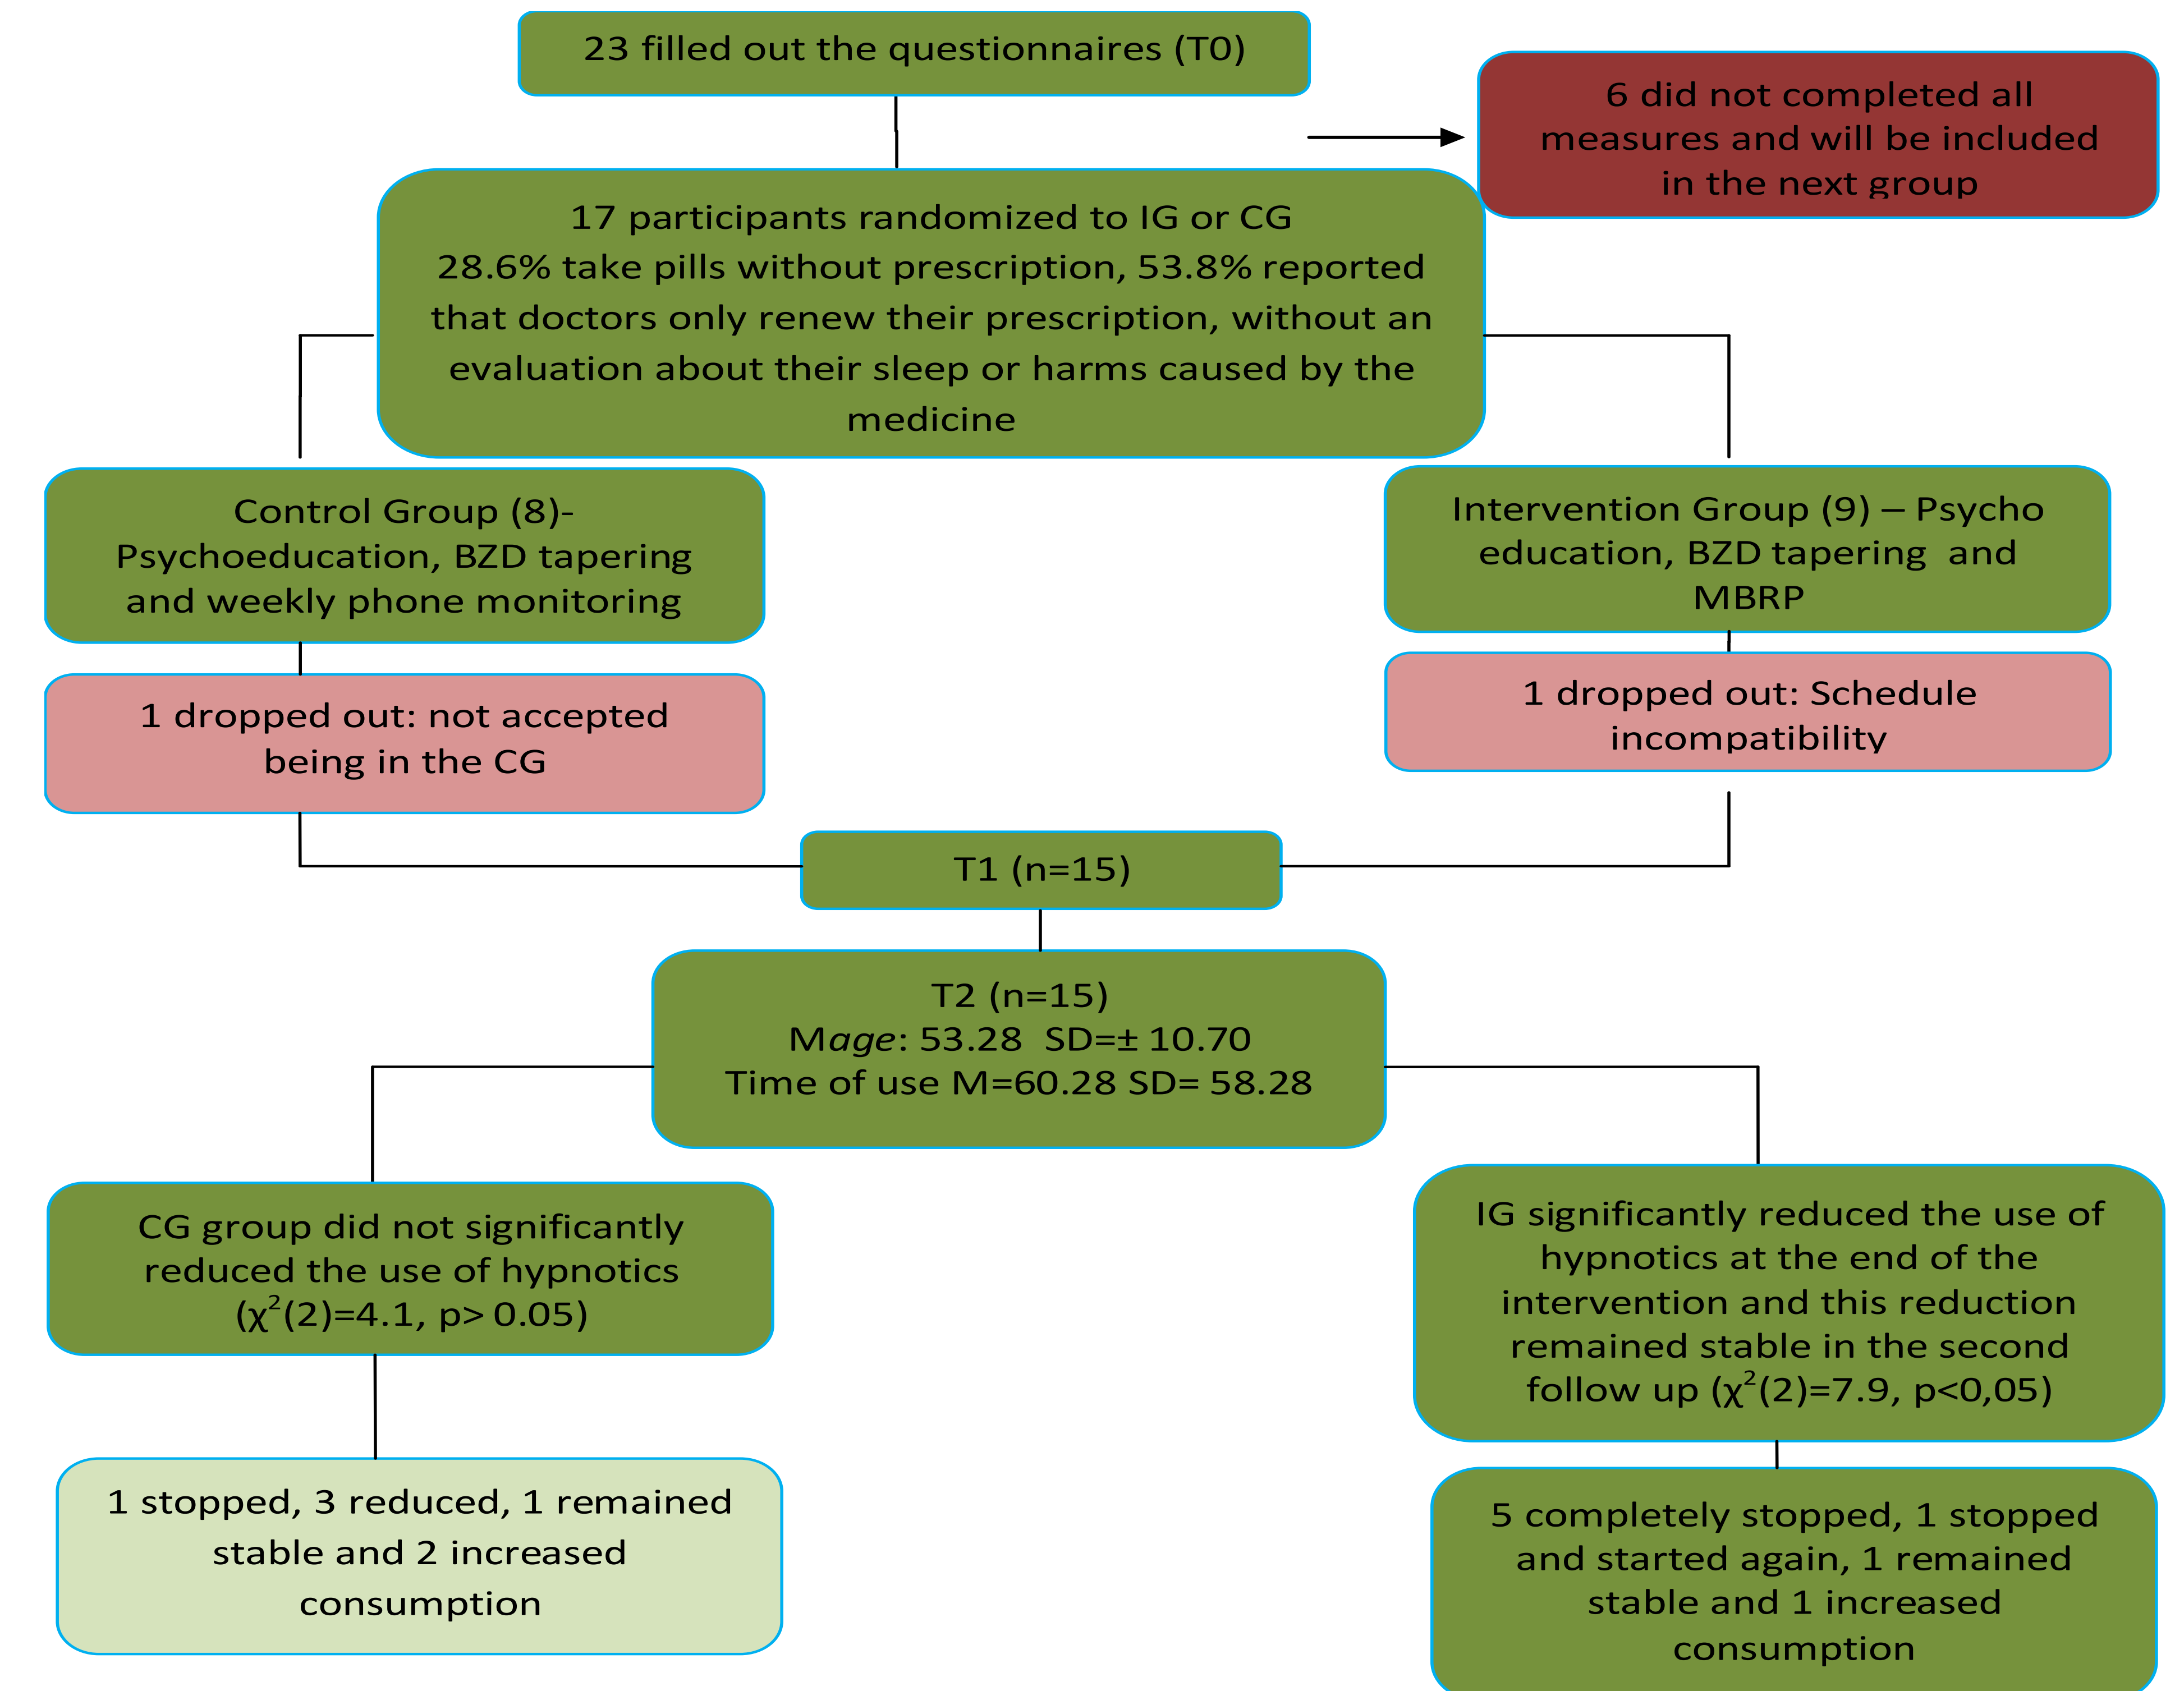 23 filled out the questionnaires (T0)
6 did not completed all
measures and will be included
in the next group
17 participants randomized to IG or CG
28.6% take pills without prescription, 53.8% reported
that doctors only renew their prescription, without an
evaluation about their sleep or harms caused by the
medicine
Control Group (8)-
Psychoeducation, BZD tapering
and weekly phone monitoring
Intervention Group (9) – Psycho
education, BZD tapering  and
MBRP
1 dropped out: not accepted
being in the CG
1 dropped out: Schedule
incompatibility
T1 (n=15)
T2 (n=15)
Mage: 53.28  SD=± 10.70
Time of use M=60.28 SD= 58.28
CG group did not significantly
reduced the use of hypnotics
(χ²(2)=4.1, p> 0.05)
IG significantly reduced the use of
hypnotics at the end of the
intervention and this reduction
remained stable in the second
follow up (χ²(2)=7.9, p<0,05)
1 stopped, 3 reduced, 1 remained
stable and 2 increased
consumption
5 completely stopped, 1 stopped
and started again, 1 remained
stable and 1 increased
consumption